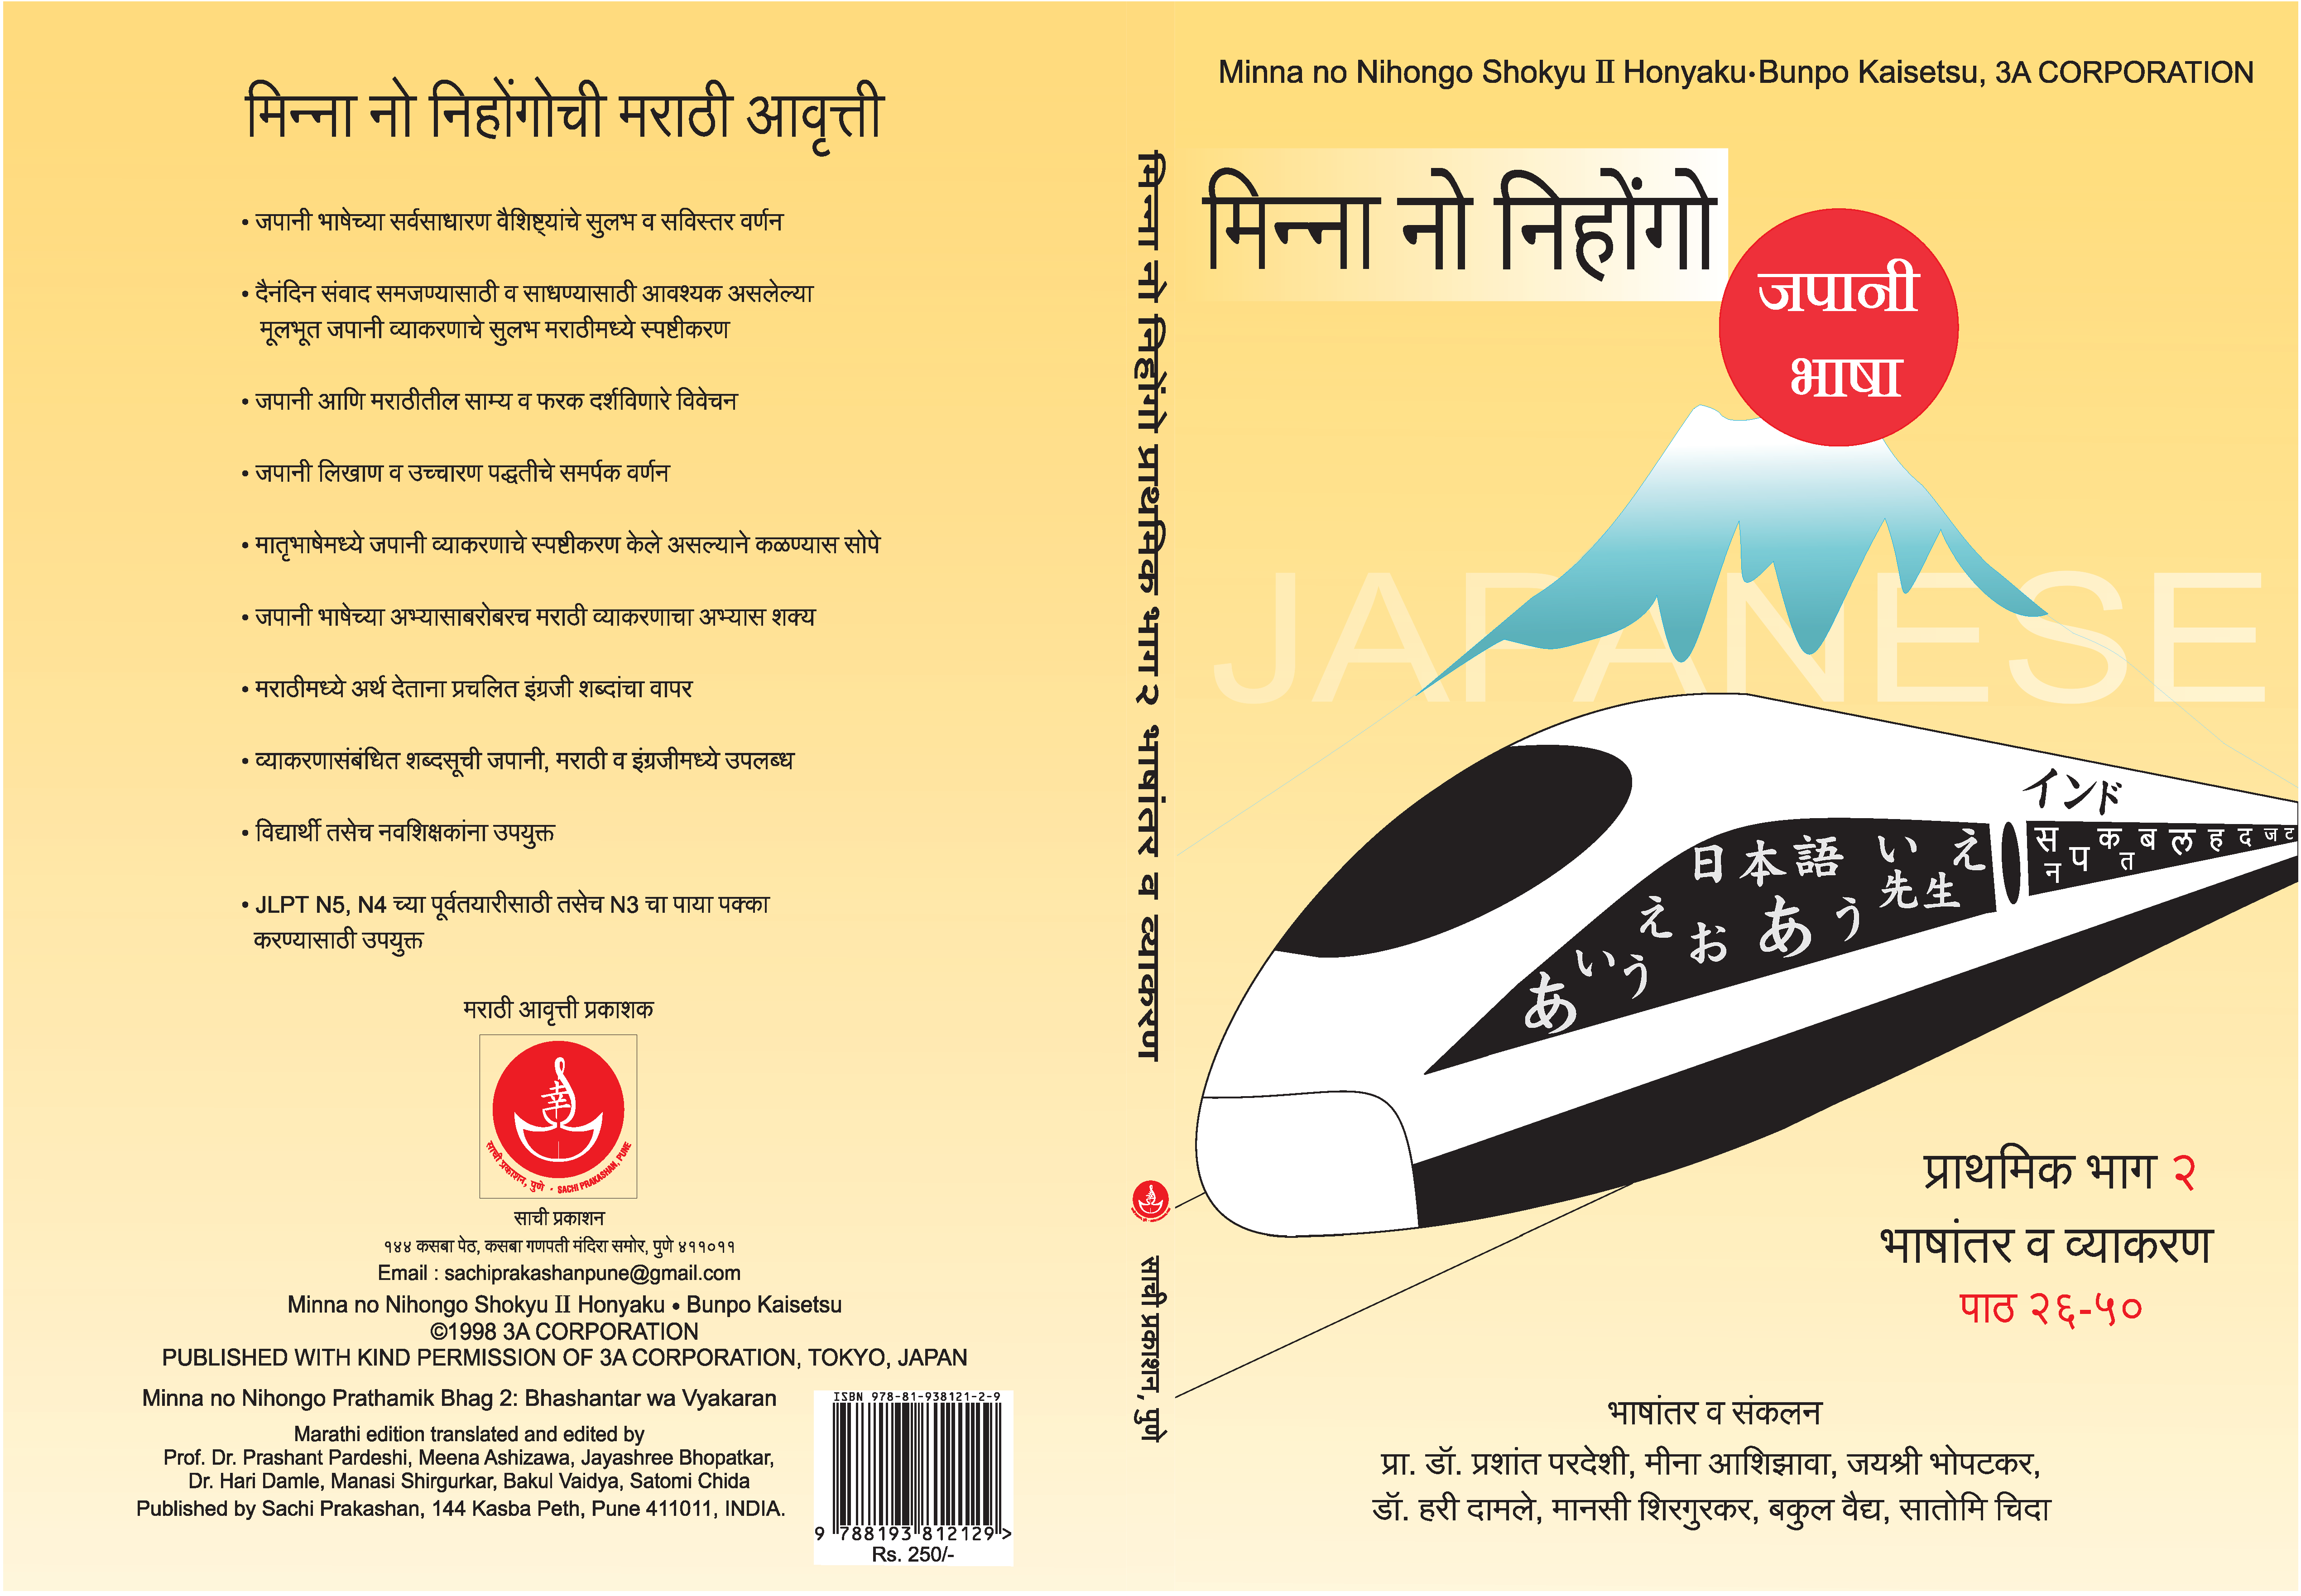 मिन्ना नो निहोंगोची मराठी आवृत्ती
• जपानी भाषेच्या सर्वसाधारण वैशिष्ट्यांचे सुलभ व सविस्तर वर्णन
• दैनंदिन संवाद समजण्यासाठी व साधण्यासाठी आवश्यक असलेल्या
मूलभूत जपानी व्याकरणाचे सुलभ मराठीमध्ये स्पष्टीकरण
• जपानी आणि मराठीतील साम्य व फरक दर्शविणारे विवेचन
• जपानी लिखाण व उच्चारण पद्धतीचे समर्पक वर्णन
• मातृभाषेमध्ये जपानी व्याकरणाचे स्पष्टीकरण केले असल्याने कळण्यास सोपे
• जपानी भाषेच्या अभ्यासाबरोबरच मराठी व्याकरणाचा अभ्यास शक्य
• मराठीमध्ये अर्थ देताना प्रचलित इंग्रजी शब्दांचा वापर
• व्याकरणासंबंधित शब्दसूची जपानी, मराठी व इंग्रजीमध्ये उपलब्ध
• विद्यार्थी तसेच नवशिक्षकांना उपयुक्त
• JLPT N5, N4 च्या पूर्वतयारीसाठी तसेच N3 चा पाया पक्का
करण्यासाठी उपयुक्त
मराठी आवृत्ती प्रकाशक
幸
साची प्रकाशन, पुणे • SACHI PRAKASHAN, PUNE
साची प्रकाशन
१४४ कसबा पेठ, कसबा गणपती मंदिरा समोर, पुणे ४११०११
Email : sachiprakashanpune@gmail.com
Minna no Nihongo Shokyu II Honyaku • Bunpo Kaisetsu
©1998 3A CORPORATION
PUBLISHED WITH KIND PERMISSION OF 3A CORPORATION, TOKYO, JAPAN
Minna no Nihongo Prathamik Bhag 2: Bhashantar wa Vyakaran
Marathi edition translated and edited by
Prof. Dr. Prashant Pardeshi, Meena Ashizawa, Jayashree Bhopatkar,
Dr. Hari Damle, Manasi Shirgurkar, Bakul Vaidya, Satomi Chida
Published by Sachi Prakashan, 144 Kasba Peth, Pune 411011, INDIA.
ISBN 978-81-938121-2-9
9 788193 812129 >
Rs. 250/-
मिन्ना नो निहोंगो प्राथमिक भाग २ भाषांतर व व्याकरण
साची प्रकाशन, पुणे
Minna no Nihongo Shokyu II Honyaku•Bunpo Kaisetsu, 3A CORPORATION
मिन्ना नो निहोंगो
जपानी
भाषा
JAPANESE
インド
日本語 い え
先生
あ い う え お あ う
स न प क त ब ल ह द ज ट
प्राथमिक भाग २
भाषांतर व व्याकरण
पाठ २६-५०
भाषांतर व संकलन
प्रा. डॉ. प्रशांत परदेशी, मीना आशिझावा, जयश्री भोपटकर,
डॉ. हरी दामले, मानसी शिरगुरकर, बकुल वैद्य, सातोमि चिदा